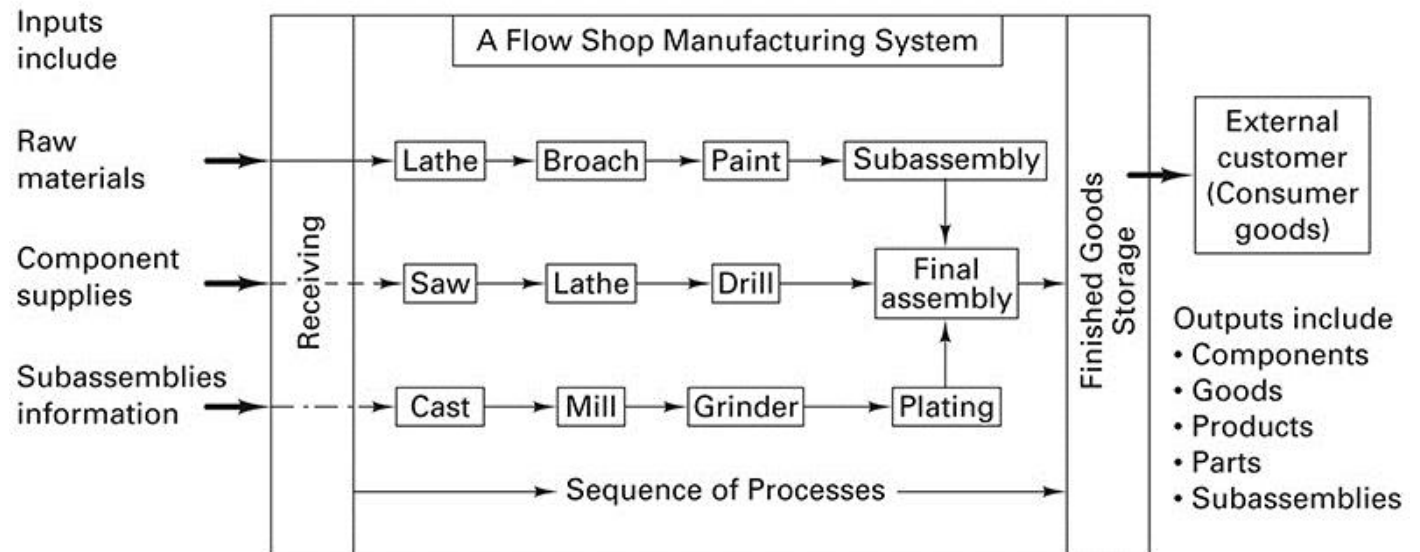 Inputs
include
A Flow Shop Manufacturing System
Raw
materials
Lathe
Broach
Paint
Subassembly
External
customer
(Consumer
goods)
Component
supplies
Receiving
Saw
Lathe
Drill
Final
assembly
Finished Goods
Storage
Subassemblies
information
Cast
Mill
Grinder
Plating
Sequence of Processes
Outputs include
• Components
• Goods
• Products
• Parts
• Subassemblies